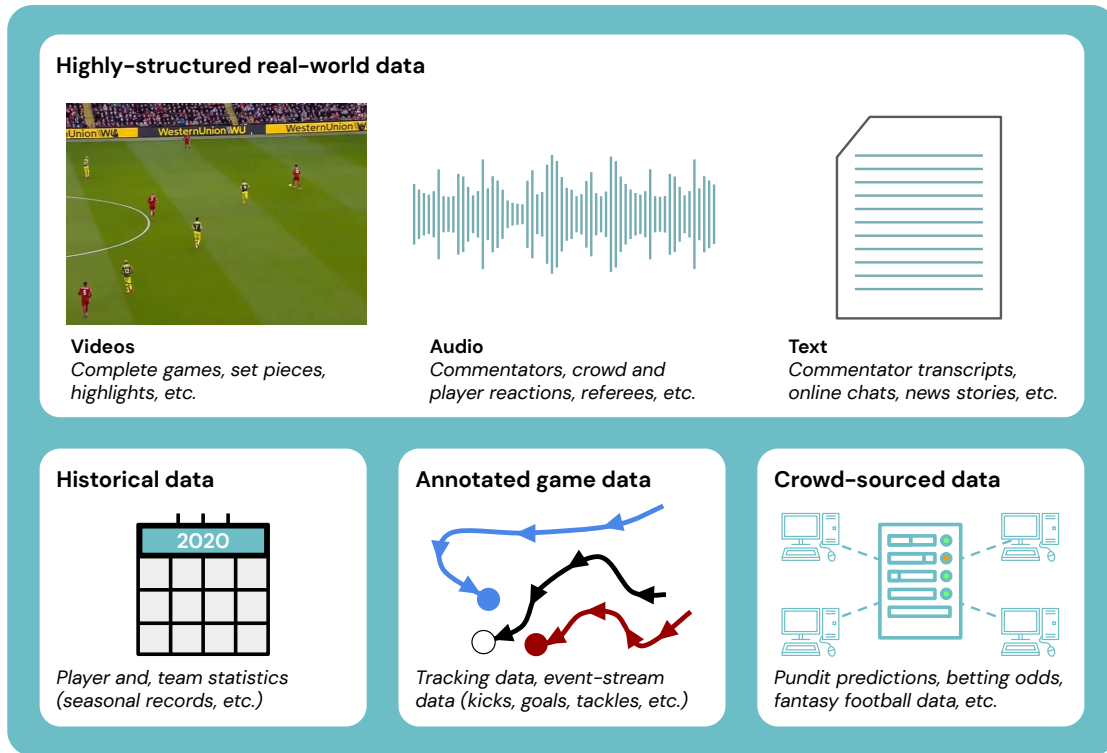 Highly-structured real-world data
Union WU
WesternUnion WU
WesternUnion
Videos
Complete games, set pieces,
highlights, etc.
Audio
Commentators, crowd and
player reactions, referees, etc.
Text
Commentator transcripts,
online chats, news stories, etc.
Historical data
2020
Player and, team statistics
(seasonal records, etc.)
Annotated game data
Tracking data, event-stream
data (kicks, goals, tackles, etc.)
Crowd-sourced data
Pundit predictions, betting odds,
fantasy football data, etc.